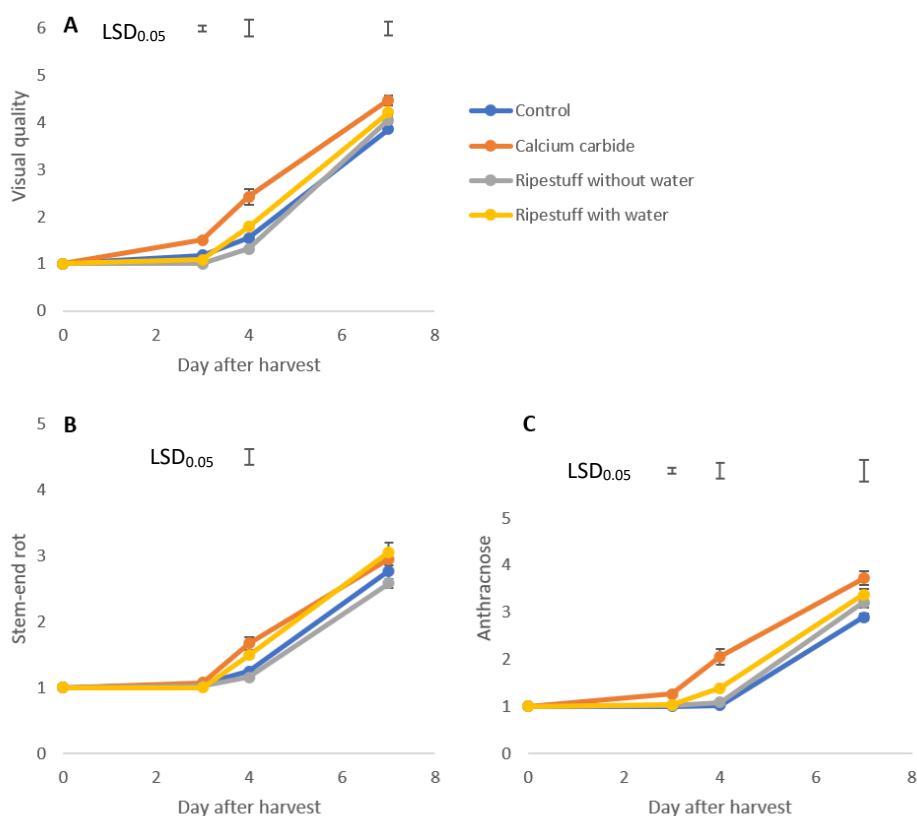 A
LSD0.05
6
5
4
3
2
1
0
Visual quality
0 2 4 6 8
Day after harvest
Control
Calcium carbide
Ripestuff without water
Ripestuff with water
B
LSD0.05
5
4
3
2
1
0
Stem-end rot
0 2 4 6 8
Day after harvest
C
LSD0.05
5
4
3
2
1
0
Anthracnose
0 2 4 6 8
Day after harvest